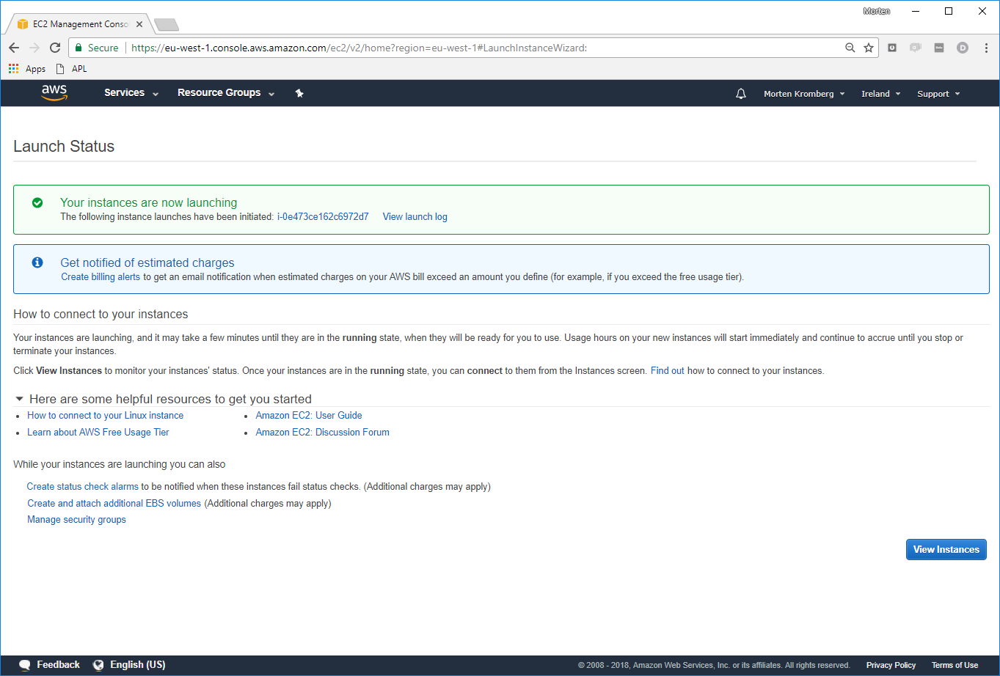 Morten
EC2 Management Conso
Secure https://eu-west-1.console.aws.amazon.com/ec2/v2/home?region=eu-west-1#LaunchInstanceWizard:
Apps APL
aws Services Resource Groups Morten Kromberg Ireland Support
Launch Status
Your instances are now launching
The following instance launches have been initiated: i-0e473ce162c6972d7 View launch log
Get notified of estimated charges
Create billing alerts to get an email notification when estimated charges on your AWS bill exceed an amount you define (for example, if you exceed the free usage tier).
How to connect to your instances
Your instances are launching, and it may take a few minutes until they are in the running state, when they will be ready for you to use. Usage hours on your new instances will start immediately and continue to accrue until you stop or
terminate your instances.
Click View Instances to monitor your instances' status. Once your instances are in the running state, you can connect to them from the Instances screen. Find out how to connect to your instances.
Here are some helpful resources to get you started
How to connect to your Linux instance Amazon EC2: User Guide
Learn about AWS Free Usage Tier Amazon EC2: Discussion Forum
While your instances are launching you can also
Create status check alarms to be notified when these instances fail status checks. (Additional charges may apply)
Create and attach additional EBS volumes (Additional charges may apply)
Manage security groups
View Instances
Feedback English (US) © 2008 - 2018, Amazon Web Services, Inc. or its affiliates. All rights reserved. Privacy Policy Terms of Use